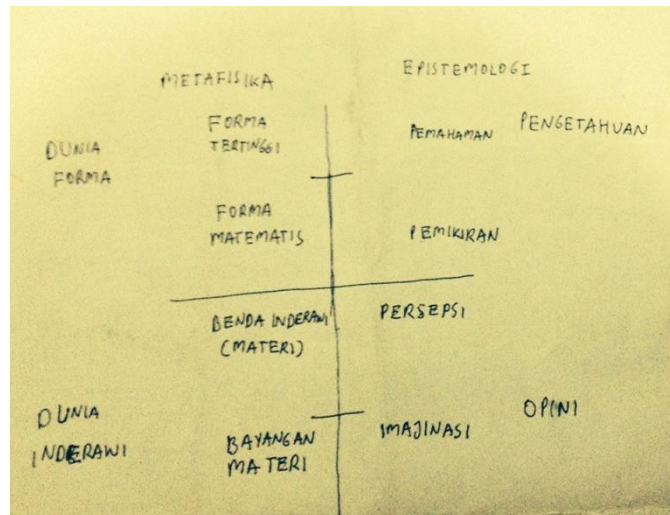 METAFISIKA
EPISTEMOLOGI
DUNIA
FORMA
FORMA
TERTINGGI
PEMAHAMAN
PENGETAHUAN
FORMA
MATEMATIS
PEMIKIRAN
BENDA INDERAWI
(MATERI)
PERSEPSI
DUNIA
INDERAWI
BAYANGAN
MATERI
IMAJINASI
OPINI